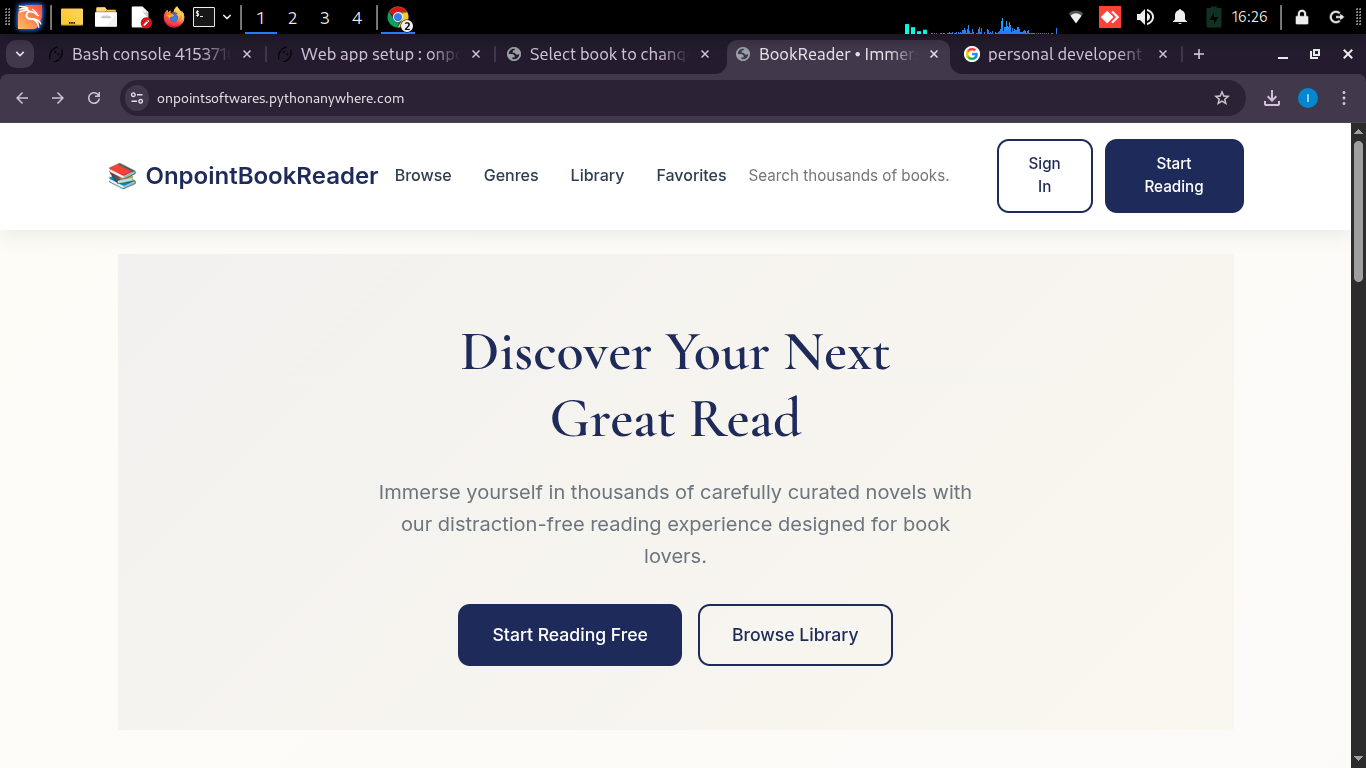 1 2 3 4 2 16:26
Bash console 415371 Web app setup : onp Select book to chang BookReader • Immer personal developent
onpointsoftwares.pythonanywhere.com I
OnpointBookReader Browse Genres Library Favorites Search thousands of books. Sign In Start Reading
Discover Your Next
Great Read
Immerse yourself in thousands of carefully curated novels with
our distraction-free reading experience designed for book
lovers.
Start Reading Free Browse Library